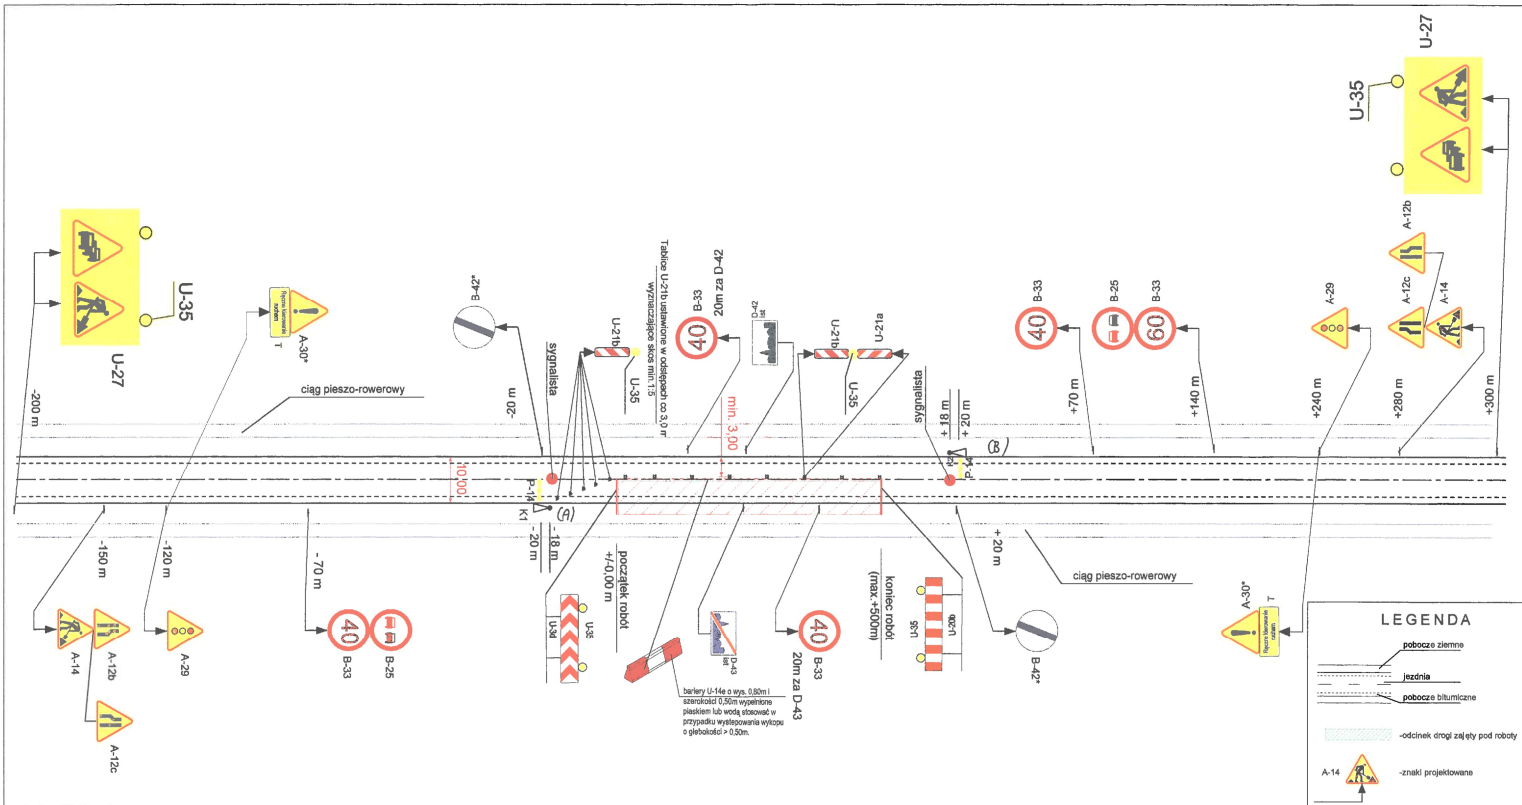 U-27
U-35
A-12b
A-12c
A-14
A-29
+240 m
+280 m
+300 m
B-33
60
B-25
B-33
40
+70 m
+140 m
U-35
U-27
-200 m
A-30*
Ręczne kierowanie ruchem
T
ciąg pieszo-rowerowy
B-42*
-20 m
sygnalista
Tablice U-21b ustawione w odstępach co 3,0 m
wyznaczające skos min.1:5
U-21b
U-35
20m za D-42
B-33
40
D-42
ist
min. 3,00
U-21b
U-21a
U-35
sygnalista
+ 18 m
+ 20 m
K2
(B)
P-14
10,00
P-14
K1
(A)
- 18 m
- 20 m
-150 m
-120 m
- 70 m
A-14
A-12b
A-12c
A-29
40
B-33
B-25
początek robót
+/-0,00 m
U-3d
U-35
bariery U-14e o wys. 0,80m i
szerokości 0,50m wypełnione
piaskiem lub wodą stosować w
przypadku występowania wykopu
o głębokości > 0,50m.
D-43
ist
40
B-33
20m za D-43
koniec robót
(max.+500m)
U-35
U-20b
+ 20 m
B-42*
ciąg pieszo-rowerowy
A-30*
Ręczne kierowanie ruchem
T
LEGENDA
pobocze ziemne
jezdnia
pobocze bitumiczne
-odcinek drogi zajęty pod roboty
A-14
-znaki projektowane